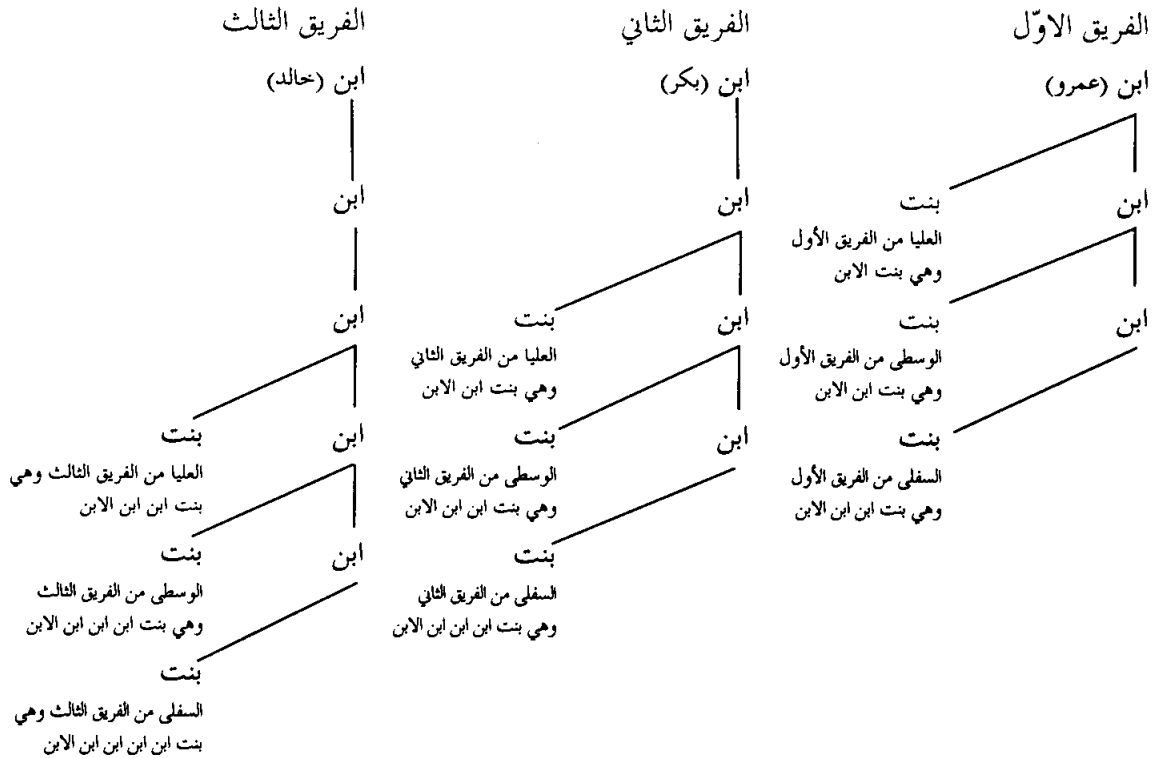 الفريق الاوّل
ابن (عمرو)
بنت
ابن
العليا من الفريق الأول
وهي بنت الابن
بنت
ابن
الوسطى من الفريق الأول
وهي بنت ابن الابن
بنت
السفلى من الفريق الأول
وهي بنت ابن ابن الابن
الفريق الثاني
ابن (بكر)
ابن
بنت
ابن
العليا من الفريق الثاني
وهي بنت ابن الابن
بنت
ابن
الوسطى من الفريق الثاني
وهي بنت ابن ابن الابن
بنت
السفلى من الفريق الثاني
وهي بنت ابن ابن ابن الابن
الفريق الثالث
ابن (خالد)
ابن
ابن
بنت
ابن
العليا من الفريق الثالث وهي
بنت ابن ابن الابن
بنت
ابن
الوسطى من الفريق الثالث
وهي بنت ابن ابن ابن الابن
بنت
السفلى من الفريق الثالث وهي
بنت ابن ابن ابن ابن الابن